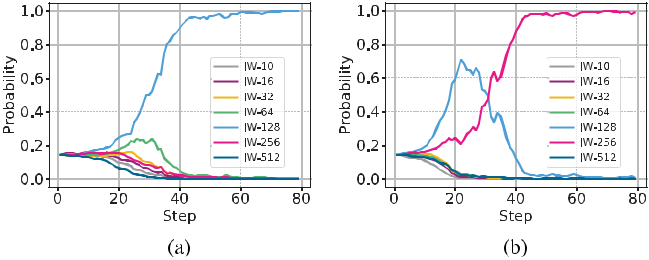 1.0
0.8
0.6
0.4
0.2
0.0
Probability
0 20 40 60 80
Step
IW-10
IW-16
IW-32
IW-64
IW-128
IW-256
IW-512
(a)
1.0
0.8
0.6
0.4
0.2
0.0
Probability
0 20 40 60 80
Step
IW-10
IW-16
IW-32
IW-64
IW-128
IW-256
IW-512
(b)